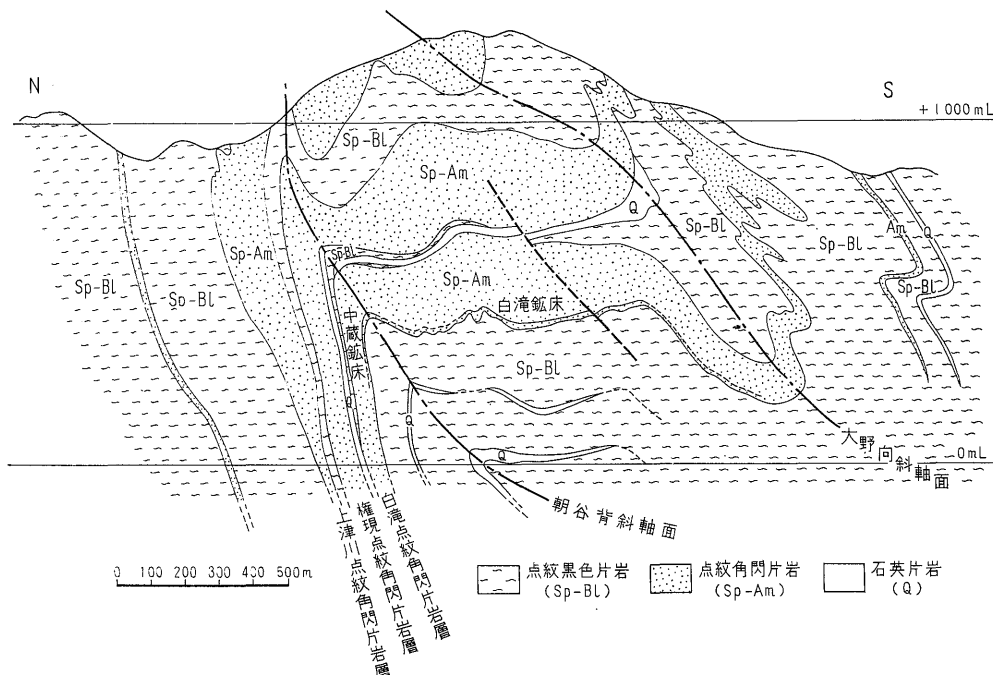 N
S
+1000mL
Sp-Bl
Sp-Am
Q
Sp-Bl
Am
Q
Sp-Am
Sp-Bl
Sp-Bl
Sp-Bl
Sp-Bl
Sp-Am
Sp-Bl
Sp-Bl
白滝鉱床
中蔵鉱床
Q
Sp-Bl
Q
Q
大野向斜軸面
0mL
朝谷背斜軸面
上津川点紋角閃片岩層
権現点紋角閃片岩層
白滝点紋角閃片岩層
0 100 200 300 400 500m
点紋黒色片岩
(Sp-Bl)
点紋角閃片岩
(Sp-Am)
石英片岩
(Q)